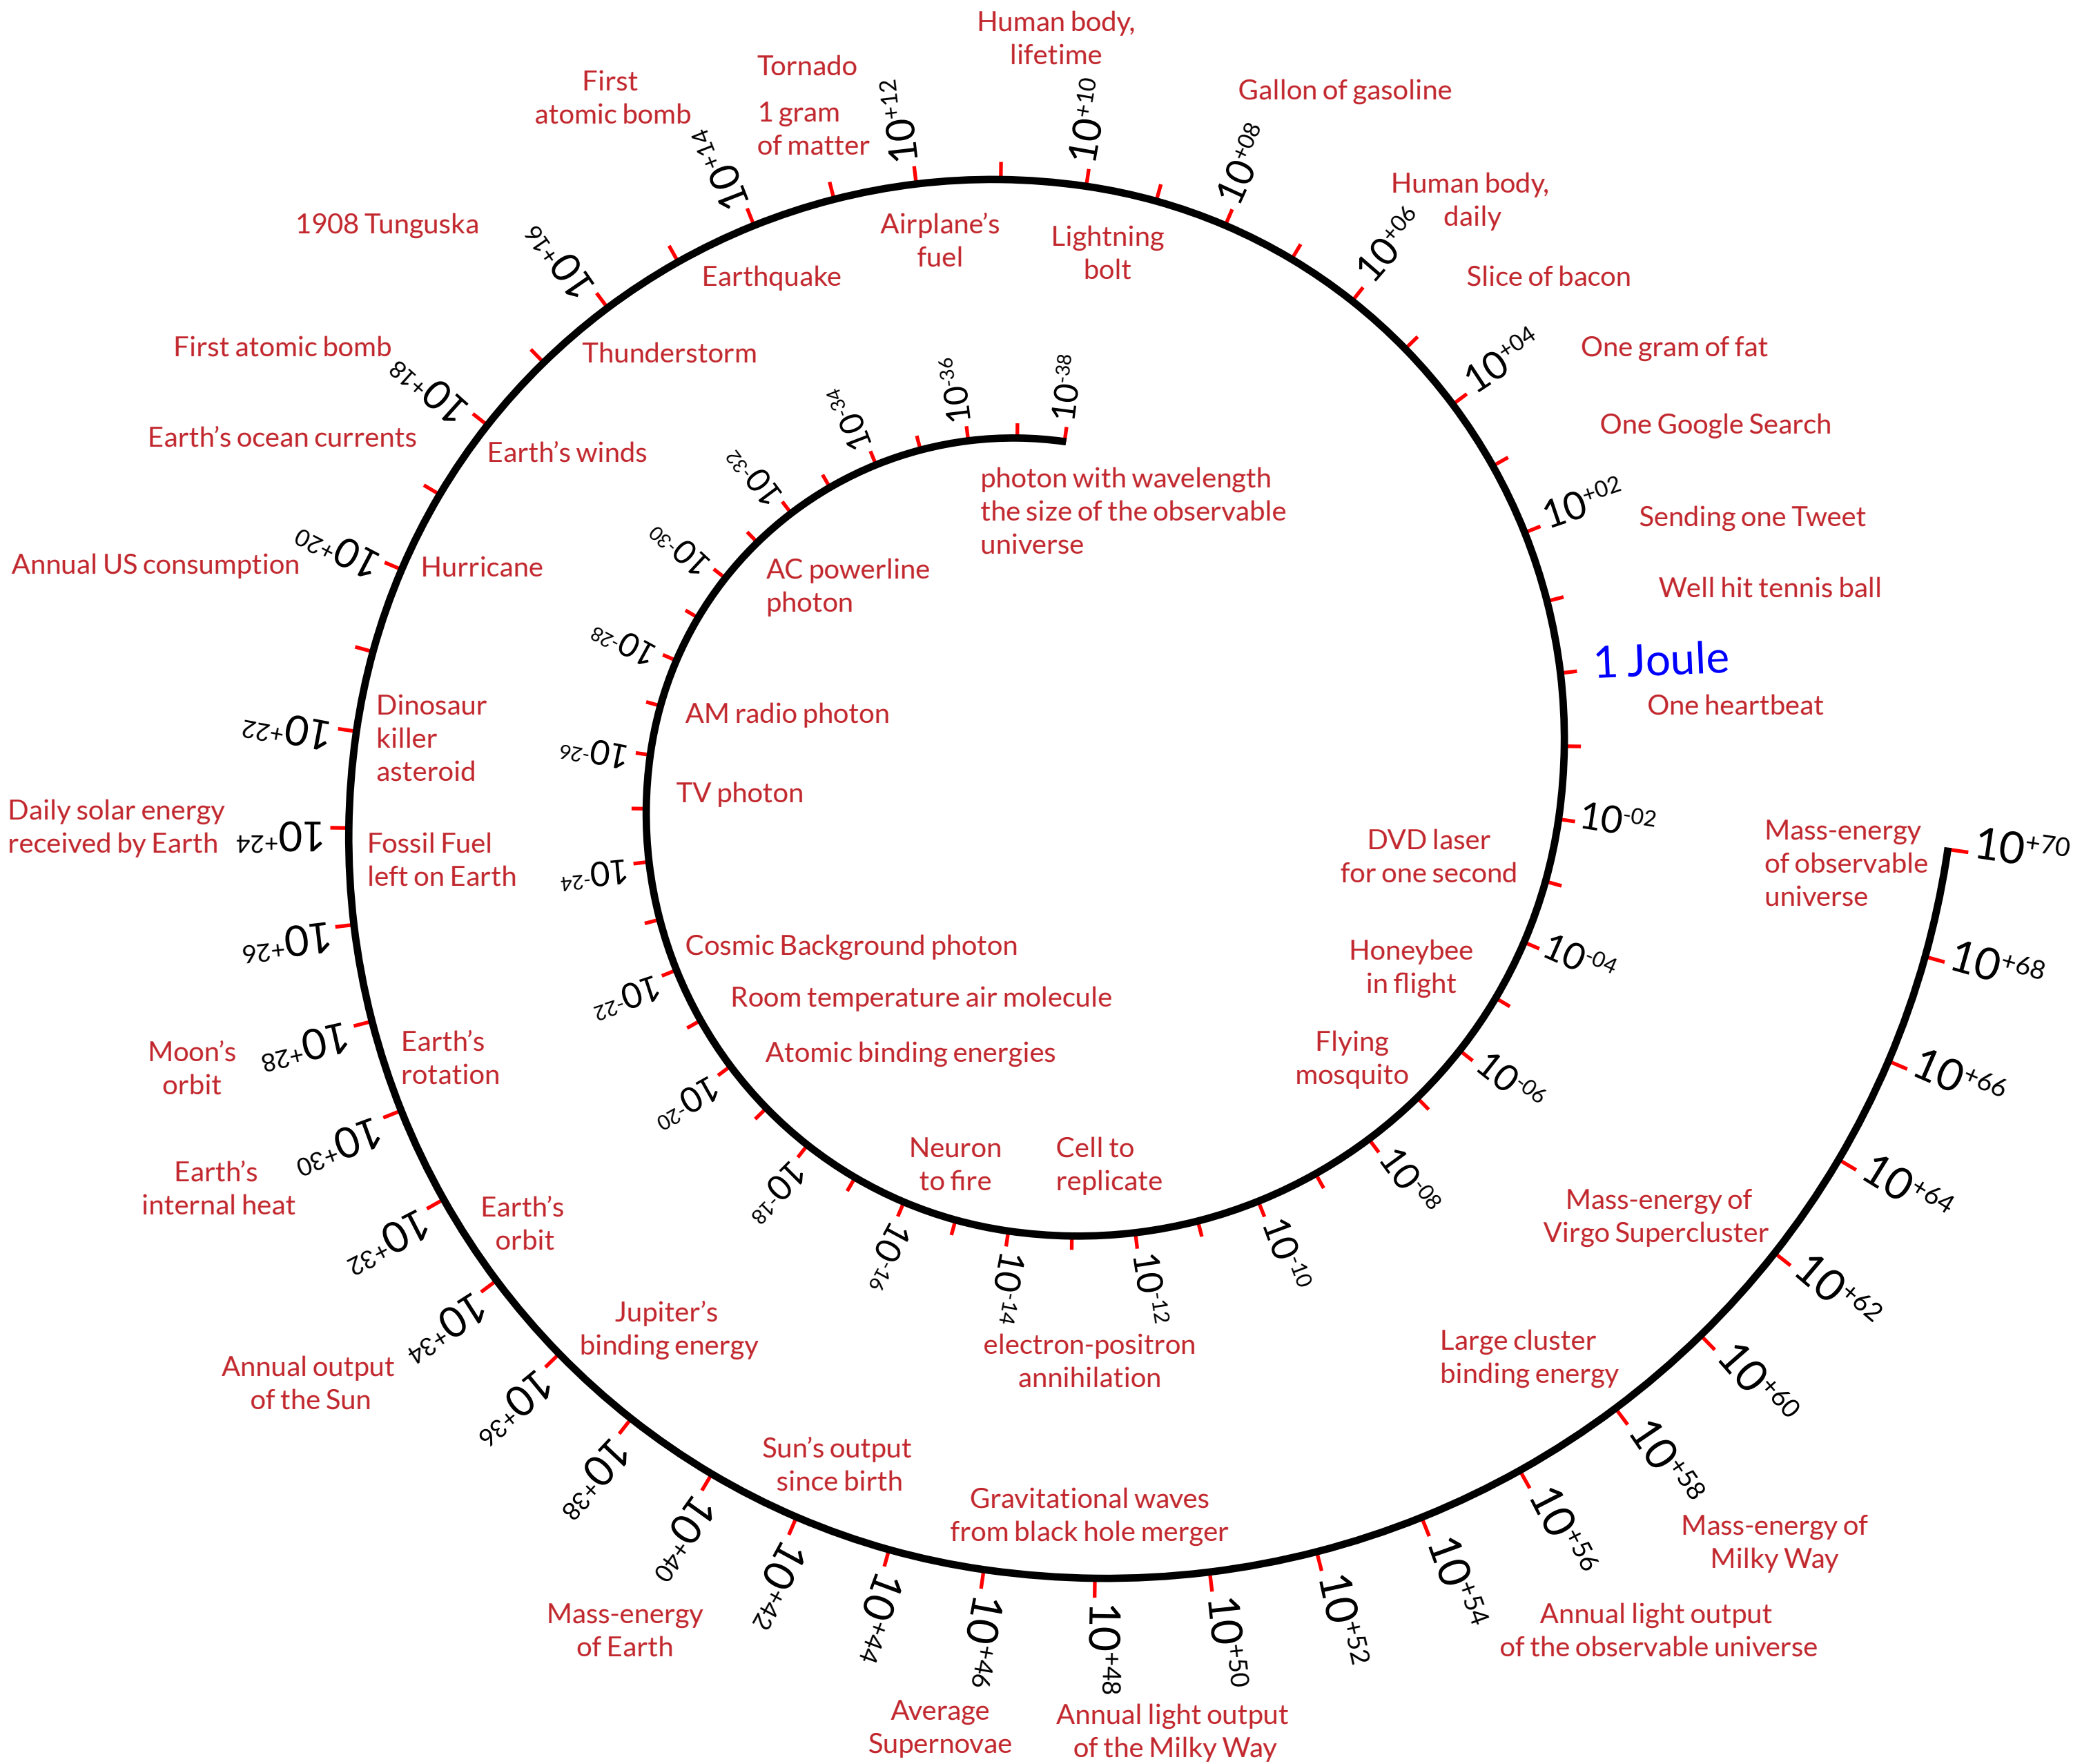 10-38
photon with wavelength
the size of the observable
universe
10-36
10-34
10-32
10-30
AC powerline
photon
10-28
AM radio photon
10-26
TV photon
10-24
Cosmic Background photon
10-22
Room temperature air molecule
Atomic binding energies
10-20
10-18
10-16
Neuron
to fire
10-14
electron-positron
annihilation
Cell to
replicate
10-12
10-10
10-08
Flying
mosquito
10-06
Honeybee
in flight
10-04
DVD laser
for one second
10-02
One heartbeat
1 Joule
Well hit tennis ball
Sending one Tweet
10+02
One Google Search
One gram of fat
10+04
Slice of bacon
Human body,
daily
10+06
Gallon of gasoline
10+08
Lightning
bolt
10+10
Human body,
lifetime
Airplane’s
fuel
10+12
Tornado
1 gram
of matter
First
atomic bomb
10+14
Earthquake
1908 Tunguska
10+16
Thunderstorm
First atomic bomb
10+18
Earth’s winds
Earth’s ocean currents
Annual US consumption
10+20
Hurricane
10+22
Dinosaur
killer
asteroid
Daily solar energy
received by Earth
10+24
Fossil Fuel
left on Earth
10+26
10+28
Moon’s
orbit
Earth’s
rotation
10+30
Earth’s
internal heat
10+32
Earth’s
orbit
10+34
Annual output
of the Sun
Jupiter’s
binding energy
10+36
10+38
10+40
Mass-energy
of Earth
Sun’s output
since birth
10+42
10+44
10+46
Average
Supernovae
Gravitational waves
from black hole merger
10+48
Annual light output
of the Milky Way
10+50
10+52
10+54
Annual light output
of the observable universe
10+56
10+58
Mass-energy of
Milky Way
Large cluster
binding energy
10+60
10+62
Mass-energy of
Virgo Supercluster
10+64
10+66
10+68
10+70
Mass-energy
of observable
universe